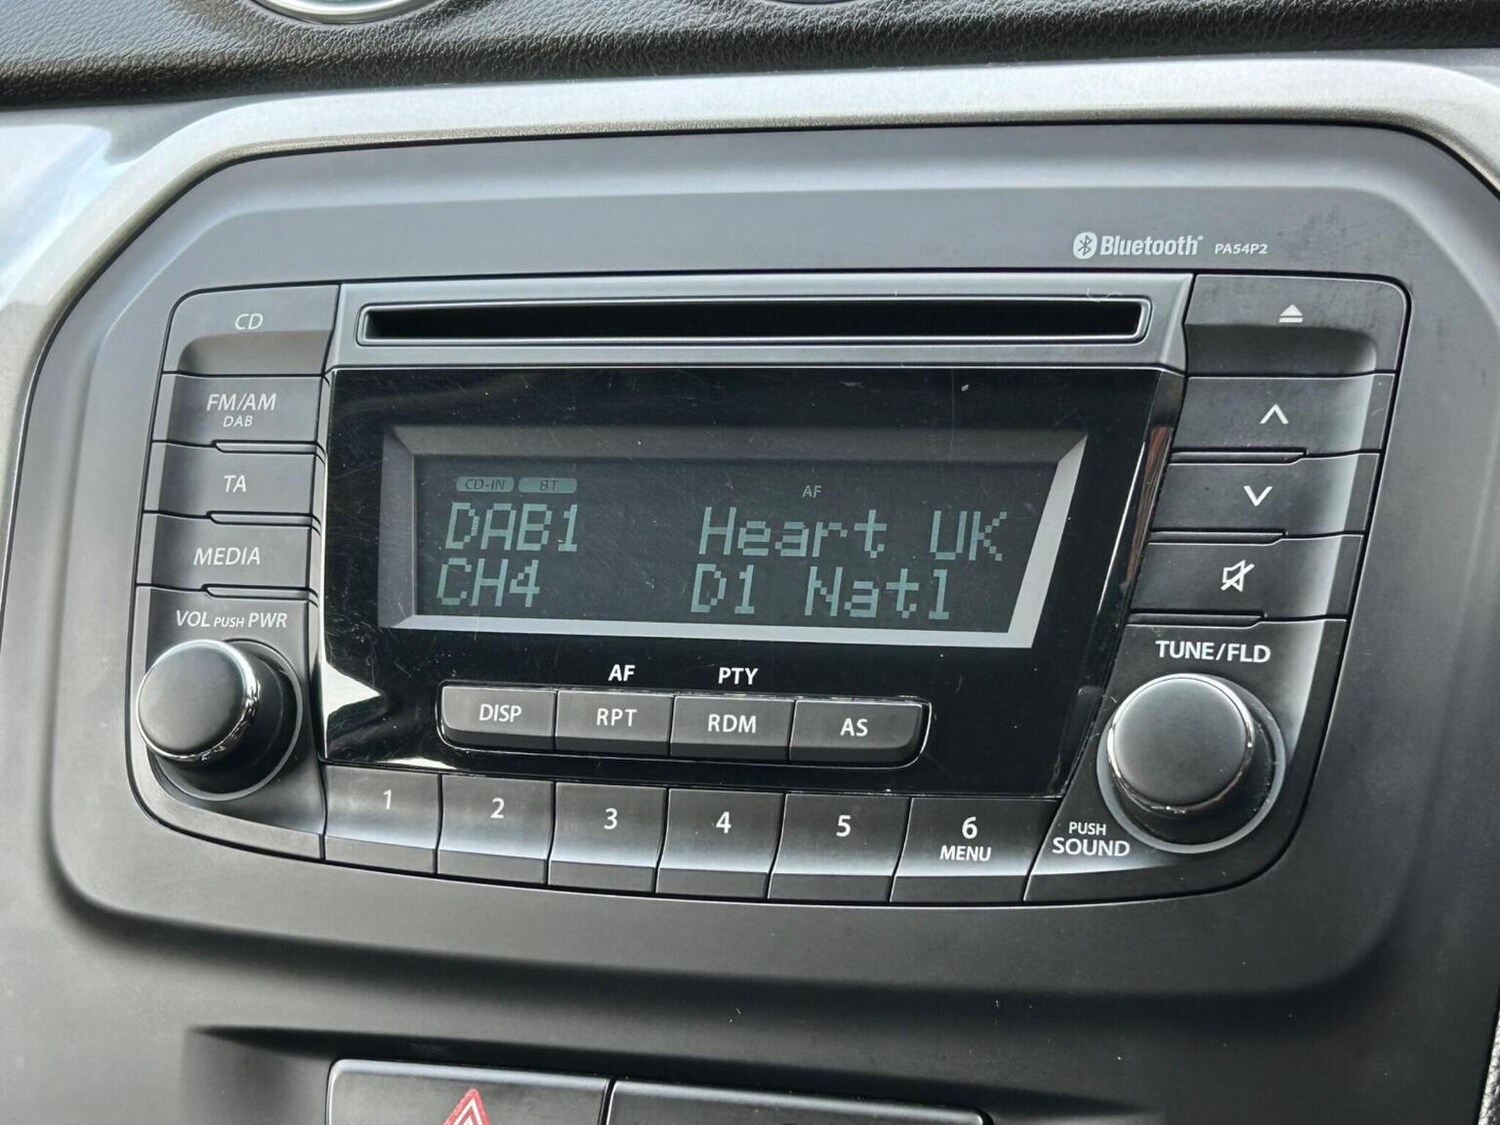 Bluetooth® PA54P2
CD
FM/AM
DAB
TA
MEDIA
VOL PUSH PWR
CD-IN BT AF
DAB1 Heart UK
CH4 D1 Natl
TUNE/FLD
AF PTY
DISP RPT RDM AS
1 2 3 4 5 6
MENU
PUSH
SOUND